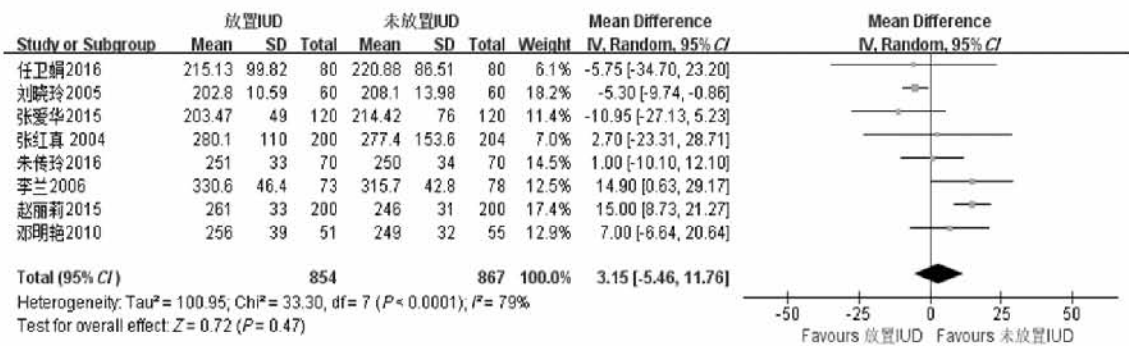 放置IUD 未放置IUD Mean Difference Mean Difference
Study or Subgroup Mean SD Total Mean SD Total Weight IV, Random, 95% CI IV, Random, 95% CI
任卫娟2016 215.13 99.82 80 220.88 86.51 80 6.1% -5.75 [-34.70, 23.20]
刘晓玲2005 202.8 10.59 60 208.1 13.98 60 18.2% -5.30 [-9.74, -0.86]
张爱华2015 203.47 49 120 214.42 76 120 11.4% -10.95 [-27.13, 5.23]
张红真 2004 280.1 110 200 277.4 153.6 204 7.0% 2.70 [-23.31, 28.71]
朱传玲2016 251 33 70 250 34 70 14.5% 1.00 [-10.10, 12.10]
李兰2006 330.6 46.4 73 315.7 42.8 78 12.5% 14.90 [0.63, 29.17]
赵丽莉2015 261 33 200 246 31 200 17.4% 15.00 [8.73, 21.27]
邓明艳2010 256 39 51 249 32 55 12.9% 7.00 [-6.64, 20.64]
Total (95% CI) 854 867 100.0% 3.15 [-5.46, 11.76]
Heterogeneity: Tau² = 100.95; Chi² = 33.30, df = 7 (P < 0.0001); I² = 79%
Test for overall effect: Z = 0.72 (P = 0.47)
-50 -25 0 25 50
Favours 放置IUD Favours 未放置IUD